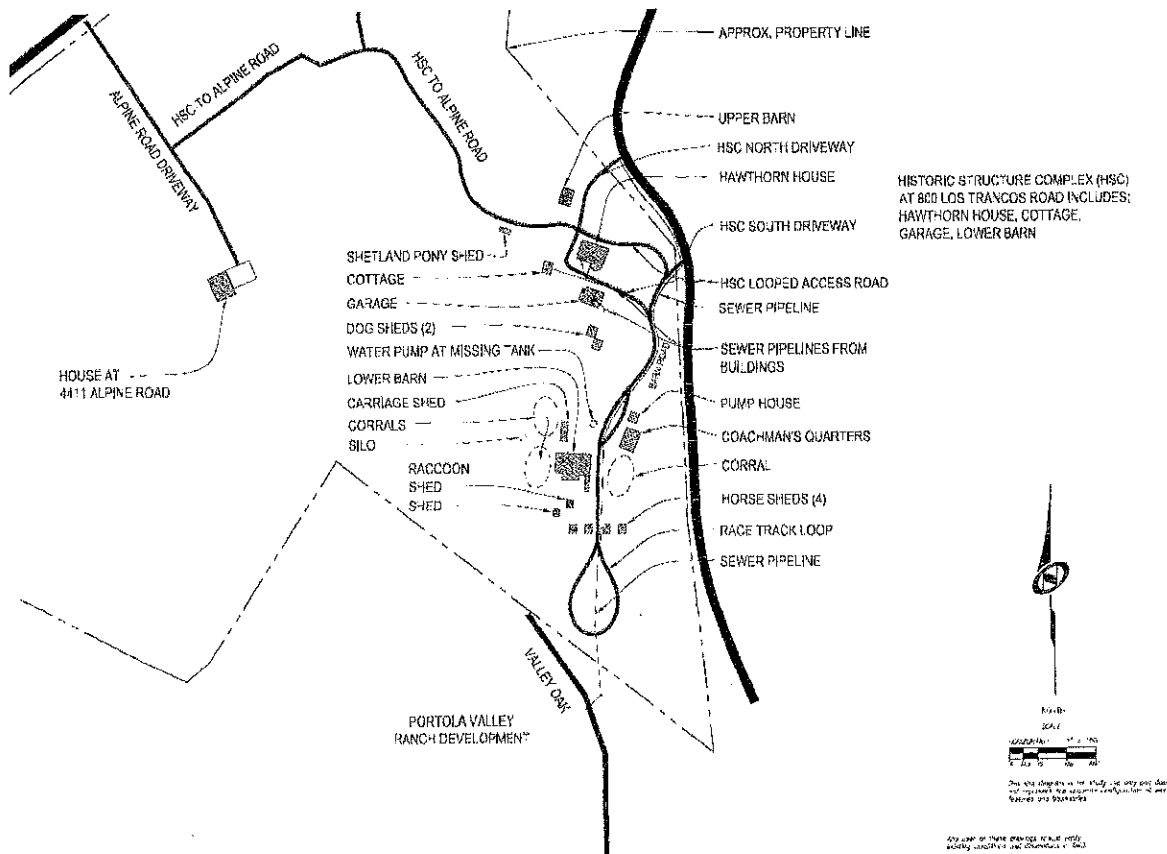 APPROX. PROPERTY LINE
HSC TO ALPINE ROAD
HSC TO ALPINE ROAD
ALPINE ROAD DRIVEWAY
UPPER BARN
HSC NORTH DRIVEWAY
HAWTHORN HOUSE
HISTORIC STRUCTURE COMPLEX (HSC)
AT 800 LOS TRANCOS ROAD INCLUDES:
HAWTHORN HOUSE, COTTAGE,
GARAGE, LOWER BARN
HSC SOUTH DRIVEWAY
SHETLAND PONY SHED
COTTAGE
GARAGE
DOG SHEDS (2)
WATER PUMP AT MISSING TANK
LOWER BARN
CARRIAGE SHED
CORRALS
SILO
RACCOON
SHED
SHED
HSC LOOPED ACCESS ROAD
SEWER PIPELINE
SEWER PIPELINES FROM
BUILDINGS
PUMP HOUSE
COACHMAN'S QUARTERS
CORRAL
HORSE SHEDS (4)
RACE TRACK LOOP
SEWER PIPELINE
HOUSE AT
4411 ALPINE ROAD
VALLEY OAK
PORTOLA VALLEY
RANCH DEVELOPMENT
NORTH
SCALE